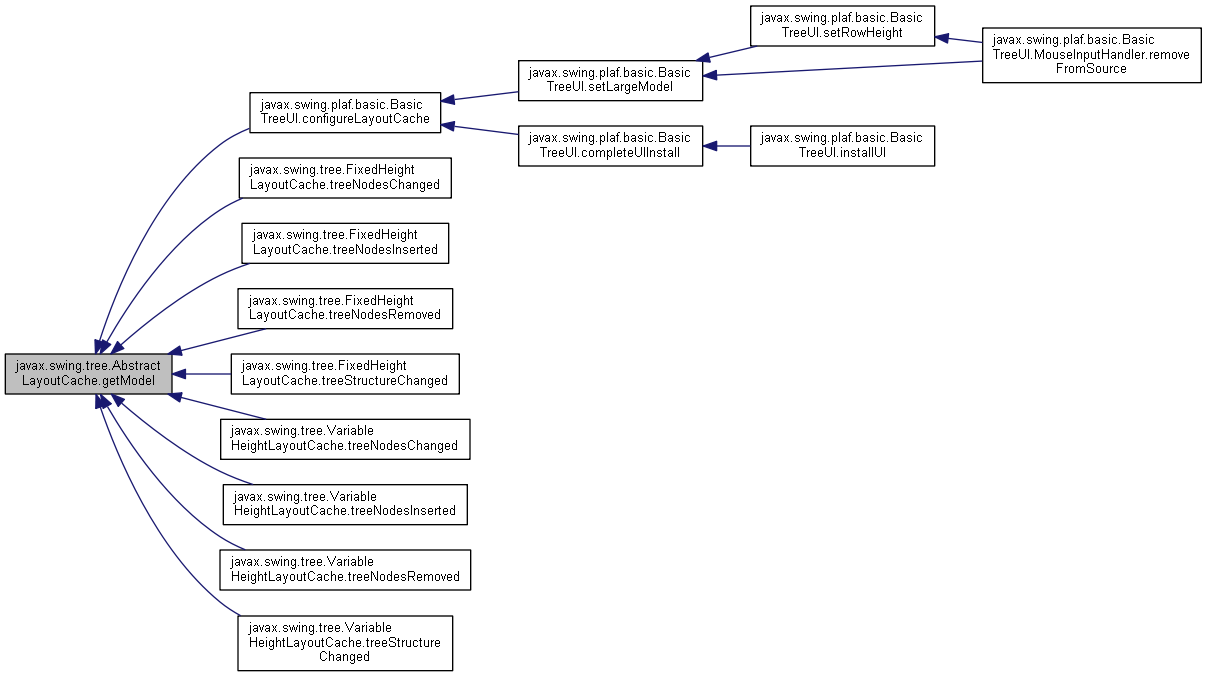 javax.swing.plaf.basic.Basic
TreeUI.setRowHeight
javax.swing.plaf.basic.Basic
TreeUI.MouseInputHandler.remove
FromSource
javax.swing.plaf.basic.Basic
TreeUI.setLargeModel
javax.swing.plaf.basic.Basic
TreeUI.configureLayoutCache
javax.swing.plaf.basic.Basic
TreeUI.completeUIInstall
javax.swing.plaf.basic.Basic
TreeUI.installUI
javax.swing.tree.FixedHeight
LayoutCache.treeNodesChanged
javax.swing.tree.FixedHeight
LayoutCache.treeNodesInserted
javax.swing.tree.FixedHeight
LayoutCache.treeNodesRemoved
javax.swing.tree.Abstract
LayoutCache.getModel
javax.swing.tree.FixedHeight
LayoutCache.treeStructureChanged
javax.swing.tree.Variable
HeightLayoutCache.treeNodesChanged
javax.swing.tree.Variable
HeightLayoutCache.treeNodesInserted
javax.swing.tree.Variable
HeightLayoutCache.treeNodesRemoved
javax.swing.tree.Variable
HeightLayoutCache.treeStructure
Changed